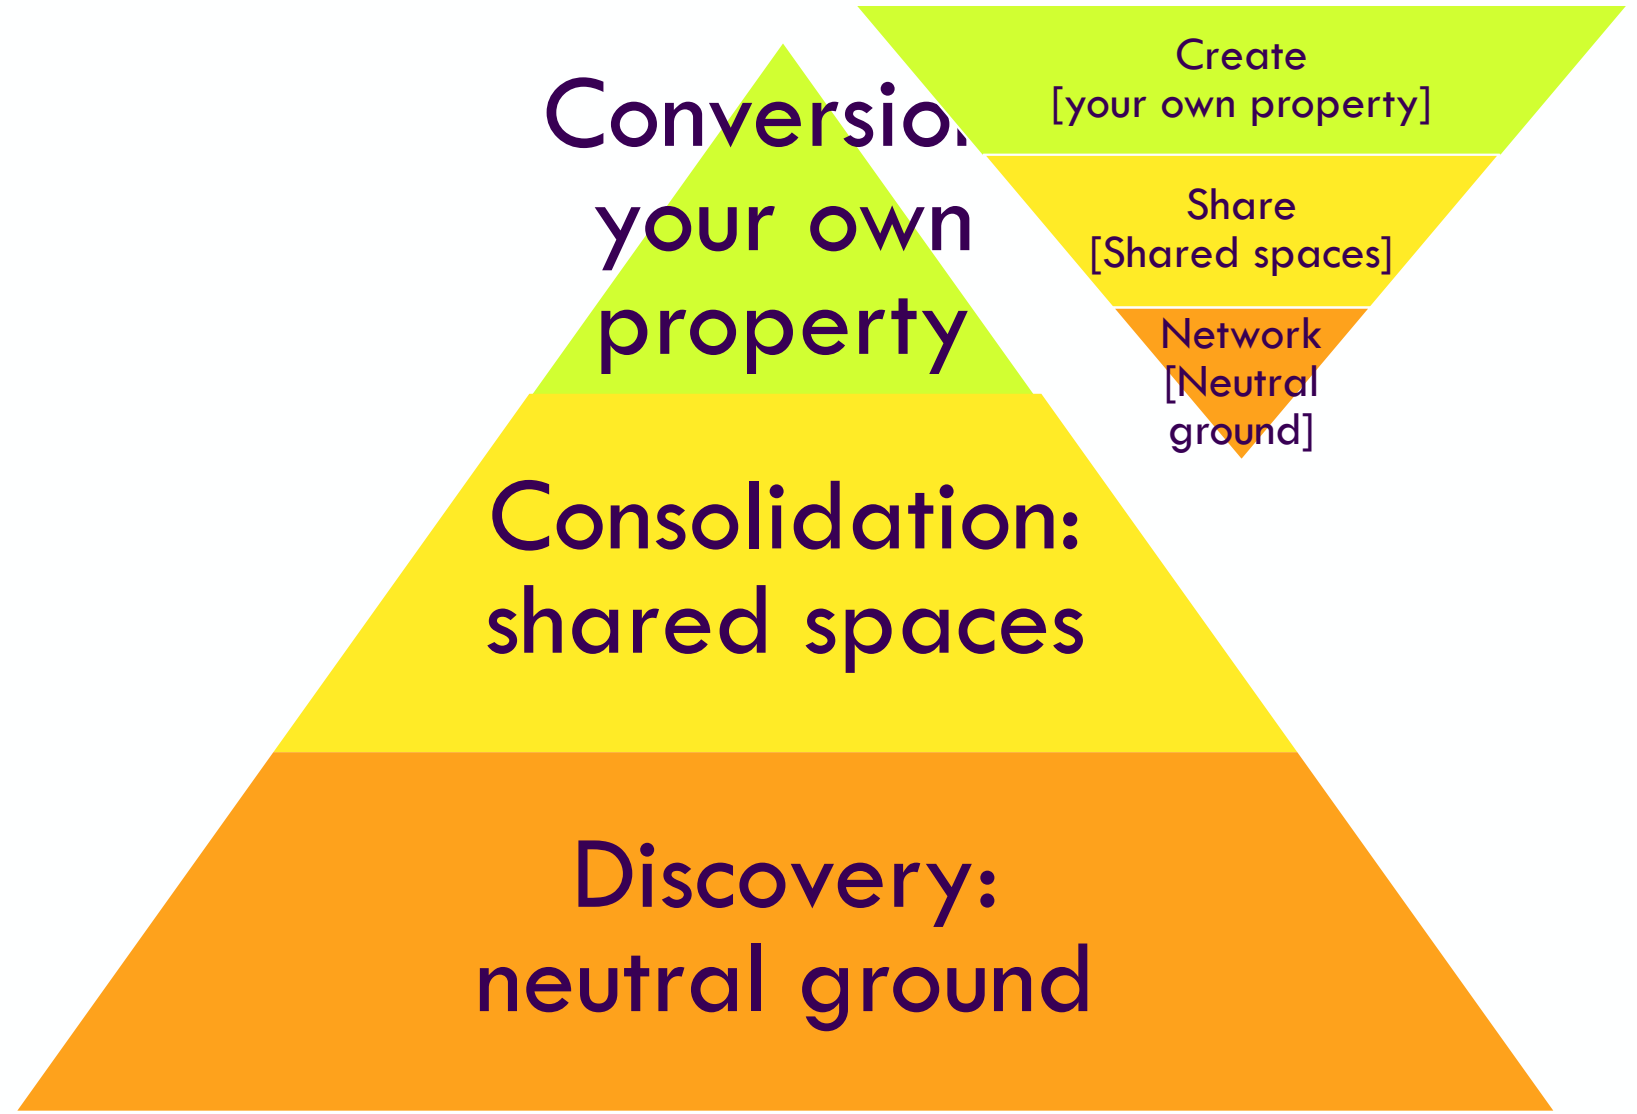 Conversio
your own
property
Consolidation:
shared spaces
Discovery:
neutral ground
Create
[your own property]
Share
[Shared spaces]
Network
[Neutral
ground]